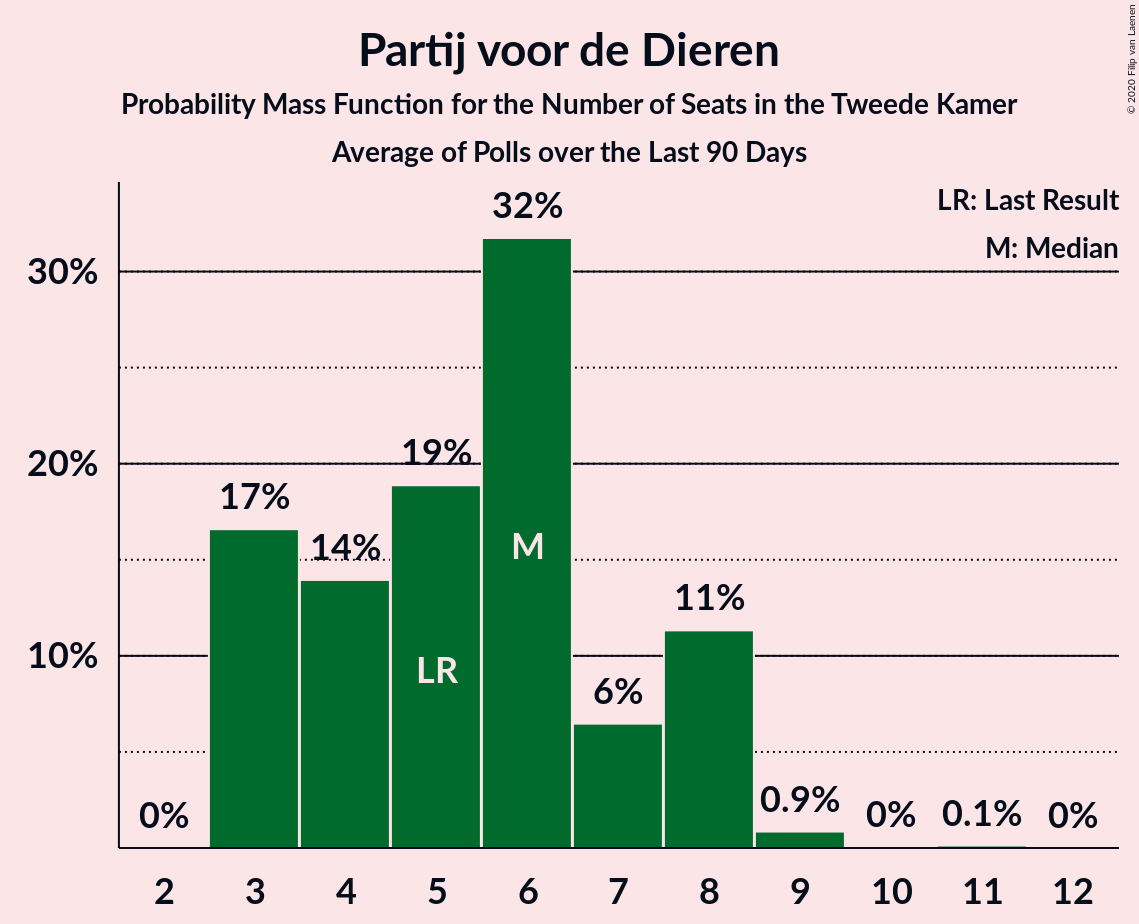 Partij voor de Dieren
Probability Mass Function for the Number of Seats in the Tweede Kamer
Average of Polls over the Last 90 Days
© 2020 Filip van Laenen
LR: Last Result
M: Median
32%
30%
19%
20%
17%
14%
M
11%
LR
10%
6%
0%
0.9%
0%
0.1%
0%
2 3 4 5 6 7 8 9 10 11 12